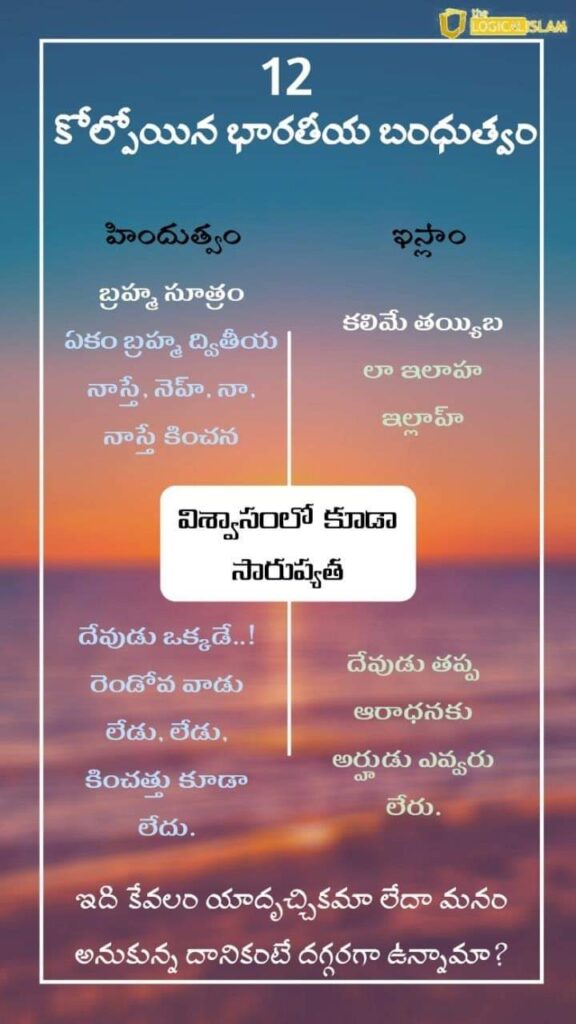 the
LOGICAL ISLAM
12
కోల్పోయిన భారతీయ బంధుత్వం
హిందుత్వం
బ్రహ్మ సూత్రం
ఏకం బ్రహ్మ ద్వితీయ
నాస్తే, నెహ్, నా,
నాస్తే కించన
ఇస్లాం
కలిమే తయ్యిబ
లా ఇలాహ
ఇల్లాహ్
విశ్వాసంలో కూడా
సారుప్యత
దేవుడు ఒక్కడే..!
రెండోవ వాడు
లేడు, లేడు,
కించత్తు కూడా
లేదు.
దేవుడు తప్ప
ఆరాధనకు
అర్హుడు ఎవ్వరు
లేరు.
ఇది కేవలం యాదృచ్చికమా లేదా మనం
అనుకున్న దానికంటే దగ్గరగా ఉన్నామా?